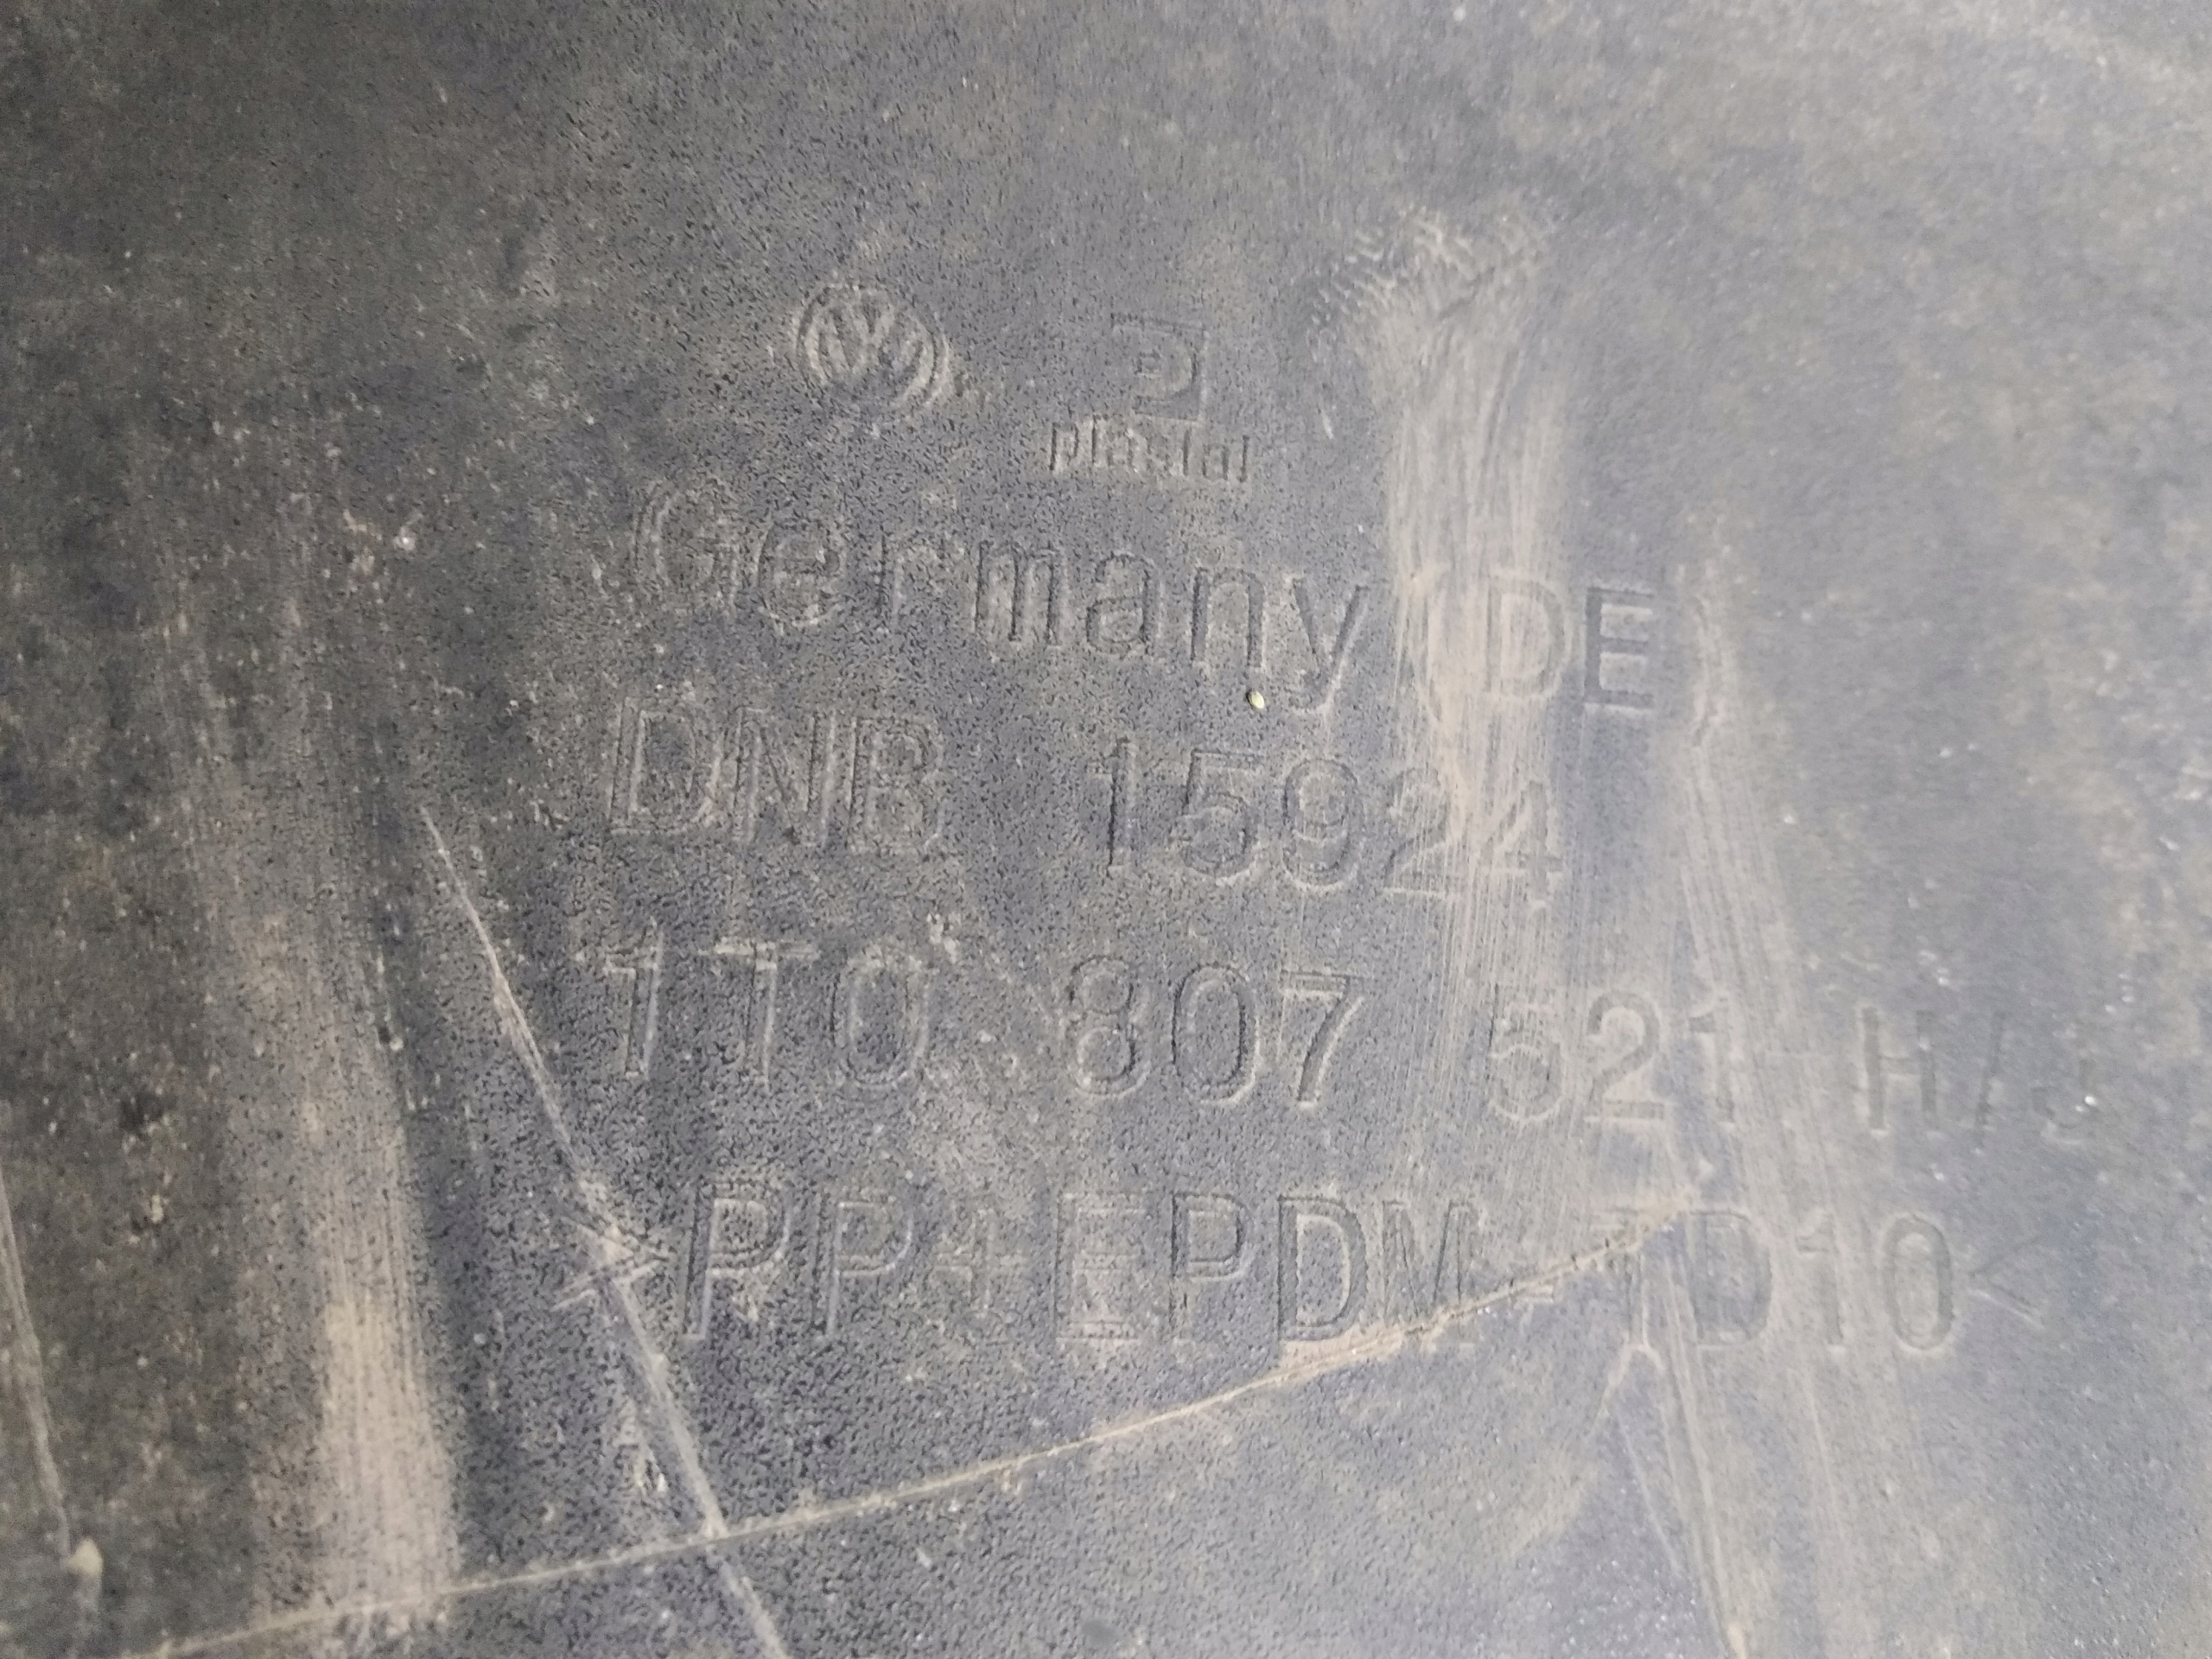 plastal
Germany (DE)
DNB 15924
1T0 807 521 H/J
>PP+EPDM-TD10<